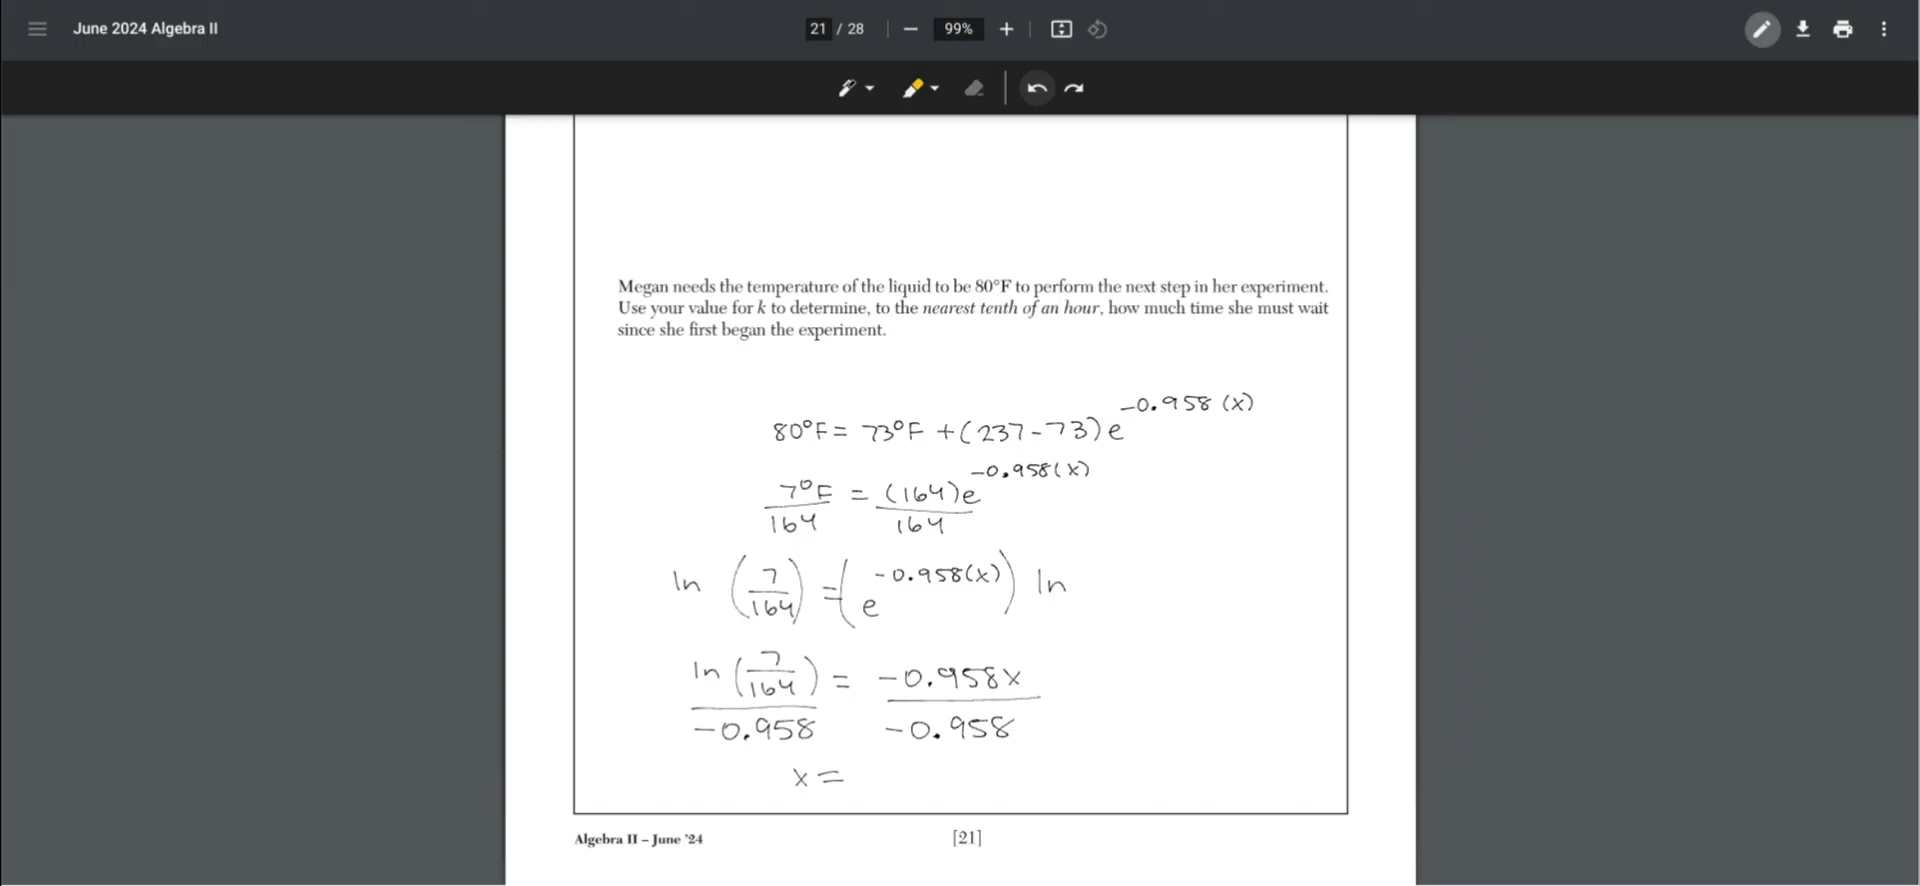 June 2024 Algebra II
21 / 28
99%
Megan needs the temperature of the liquid to be 80°F to perform the next step in her experiment.
Use your value for k to determine, to the nearest tenth of an hour, how much time she must wait
since she first began the experiment.
80°F = 73°F + (237-73)e^-0.958(x)
7°F/164 = (164)e^-0.958(x)/164
ln (7/164) = (e^-0.958(x)) ln
ln (7/164)/-0.958 = -0.958x/-0.958
x =
Algebra II – June '24
[21]